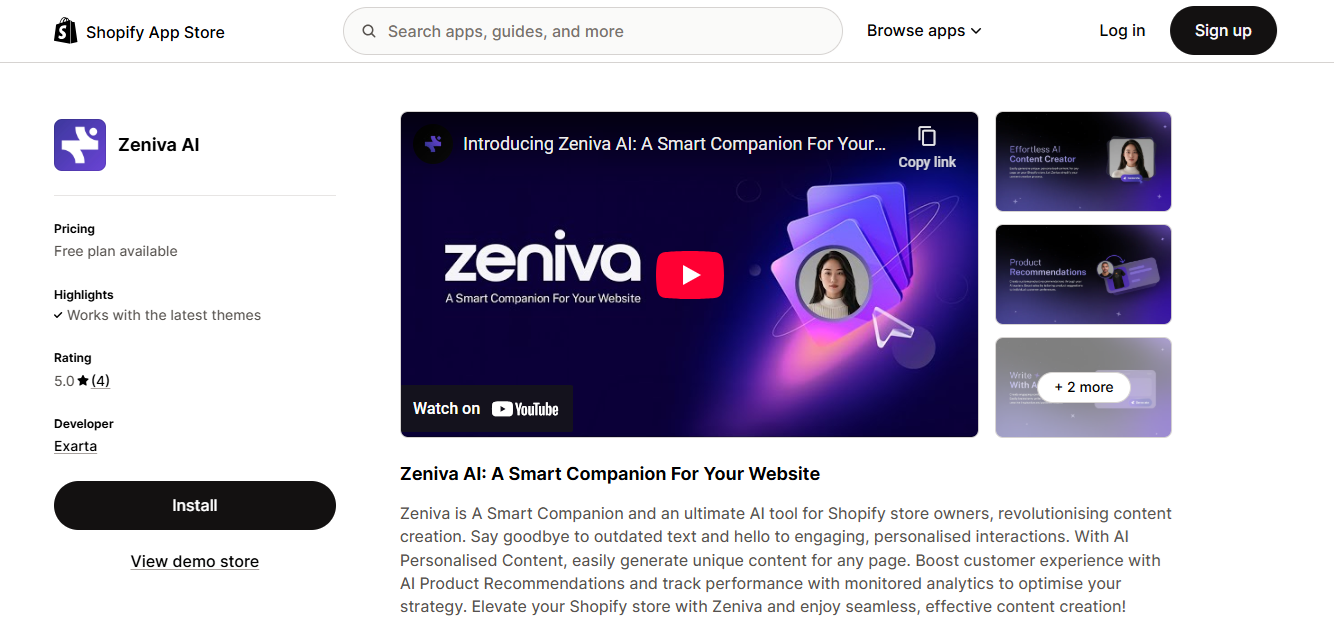 Shopify App Store
Search apps, guides, and more
Browse apps
Log in
Sign up
Zeniva AI
Pricing
Free plan available
Highlights
Works with the latest themes
Rating
5.0 ★ (4)
Developer
Exarta
Install
View demo store
Introducing Zeniva AI: A Smart Companion For Your...
Copy link
zeniva
A Smart Companion For Your Website
Watch on YouTube
Effortless AI
Content Creator
Product
Recommendations
Write
With A
+ 2 more
Zeniva AI: A Smart Companion For Your Website
Zeniva is A Smart Companion and an ultimate AI tool for Shopify store owners, revolutionising content
creation. Say goodbye to outdated text and hello to engaging, personalised interactions. With AI
Personalised Content, easily generate unique content for any page. Boost customer experience with
AI Product Recommendations and track performance with monitored analytics to optimise your
strategy. Elevate your Shopify store with Zeniva and enjoy seamless, effective content creation!